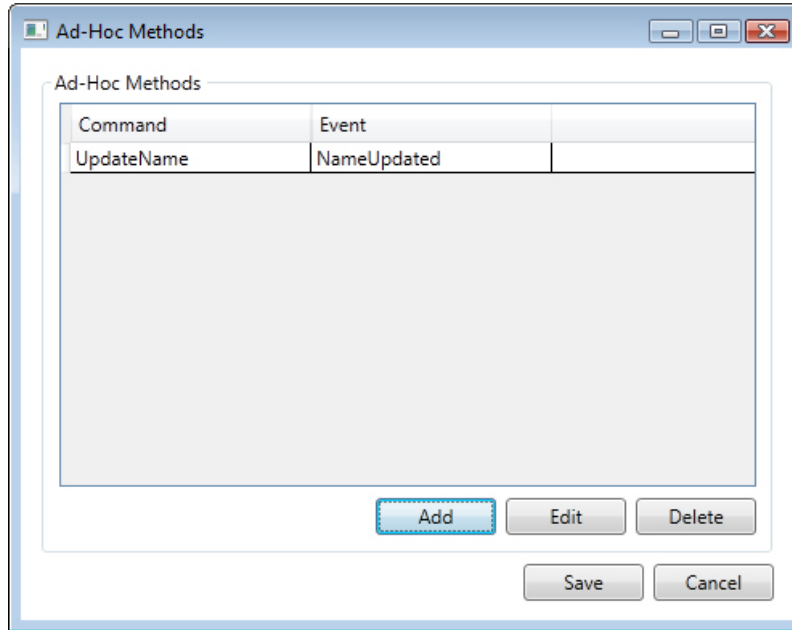 Ad-Hoc Methods
Ad-Hoc Methods
Command Event
UpdateName NameUpdated
Add Edit Delete
Save Cancel